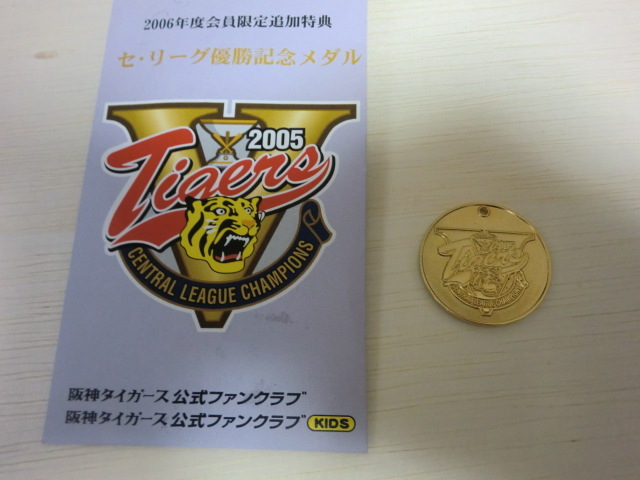 2006年度会員限定追加特典
セ・リーグ優勝記念メダル
2005
Tigers
CENTRAL LEAGUE CHAMPIONS
阪神タイガース 公式ファンクラブ
阪神タイガース 公式ファンクラブ KIDS
Tigers